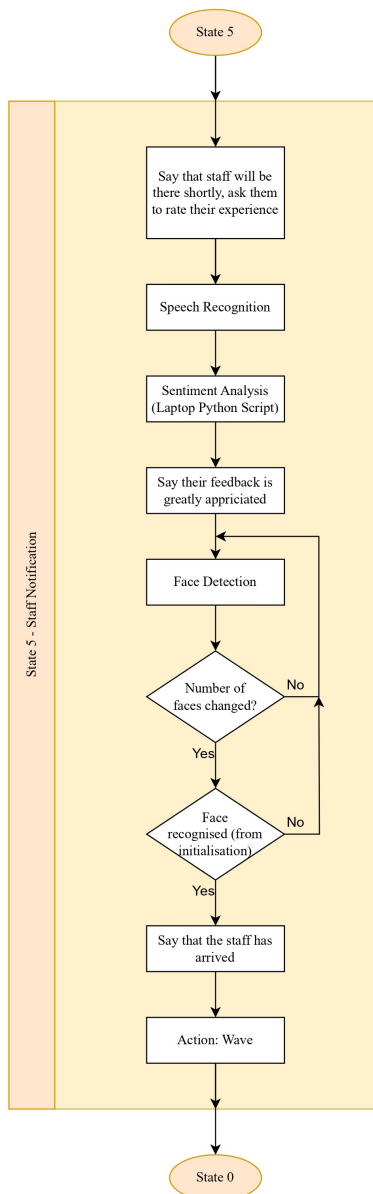 State 5
Say that staff will be
there shortly, ask them
to rate their experience
Speech Recognition
Sentiment Analysis
(Laptop Python Script)
Say their feedback is
greatly appriciated
State 5 - Staff Notification
Face Detection
Number of
faces changed?
No
Yes
Face
recognised (from
initialisation)
No
Yes
Say that the staff has
arrived
Action: Wave
State 0